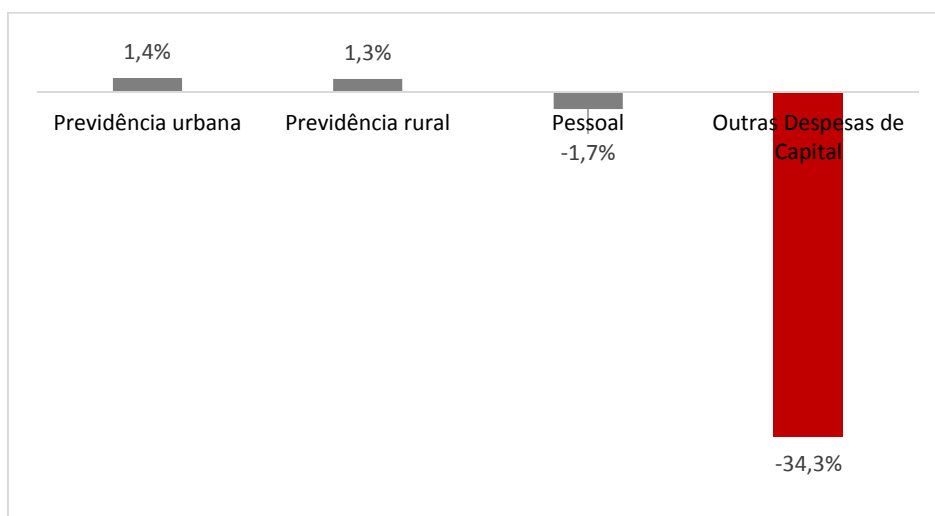 1,4%
1,3%
Previdência urbana
Previdência rural
Pessoal
Outras Despesas de
Capital
-1,7%
-34,3%